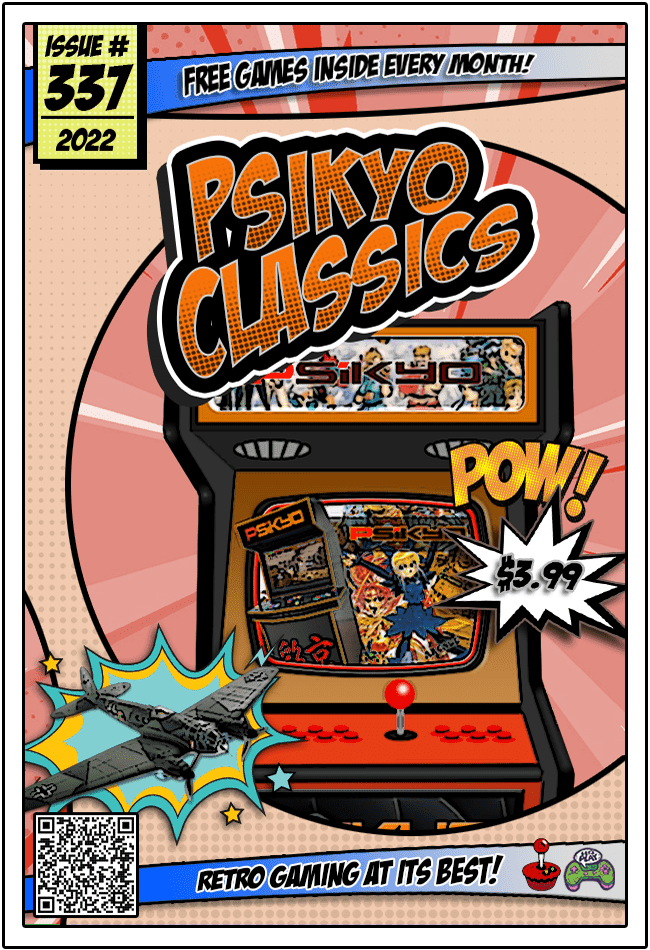 ISSUE #
337
2022
FREE GAMES INSIDE EVERY MONTH!
PSIKYO
CLASSICS
PSiKYO
POW!
$3.99
PSIKYO
PSiKY
RETRO GAMING AT ITS BEST!